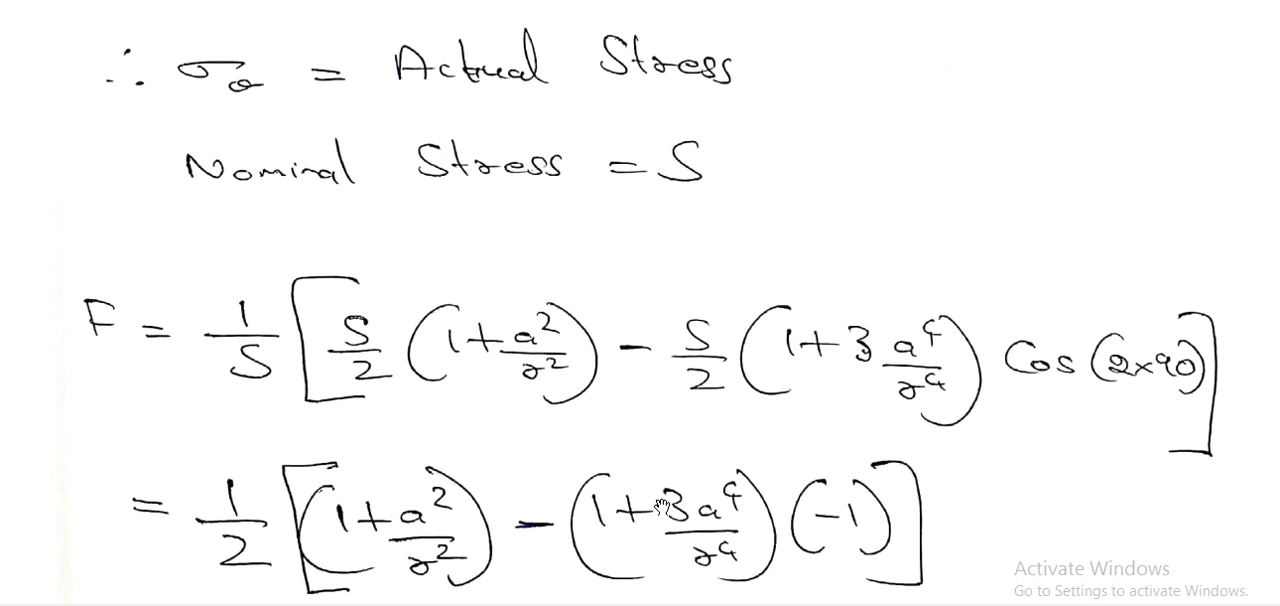 ∴ σθ = Actual Stress
Nominal Stress = S
F = 1/S [ S/2 (1 + a²/r²) - S/2 (1 + 3 a⁴/r⁴) Cos (2×90) ]
= 1/2 [ (1 + a²/r²) - (1 + 3a⁴/r⁴) (-1) ]
Activate Windows
Go to Settings to activate Windows.